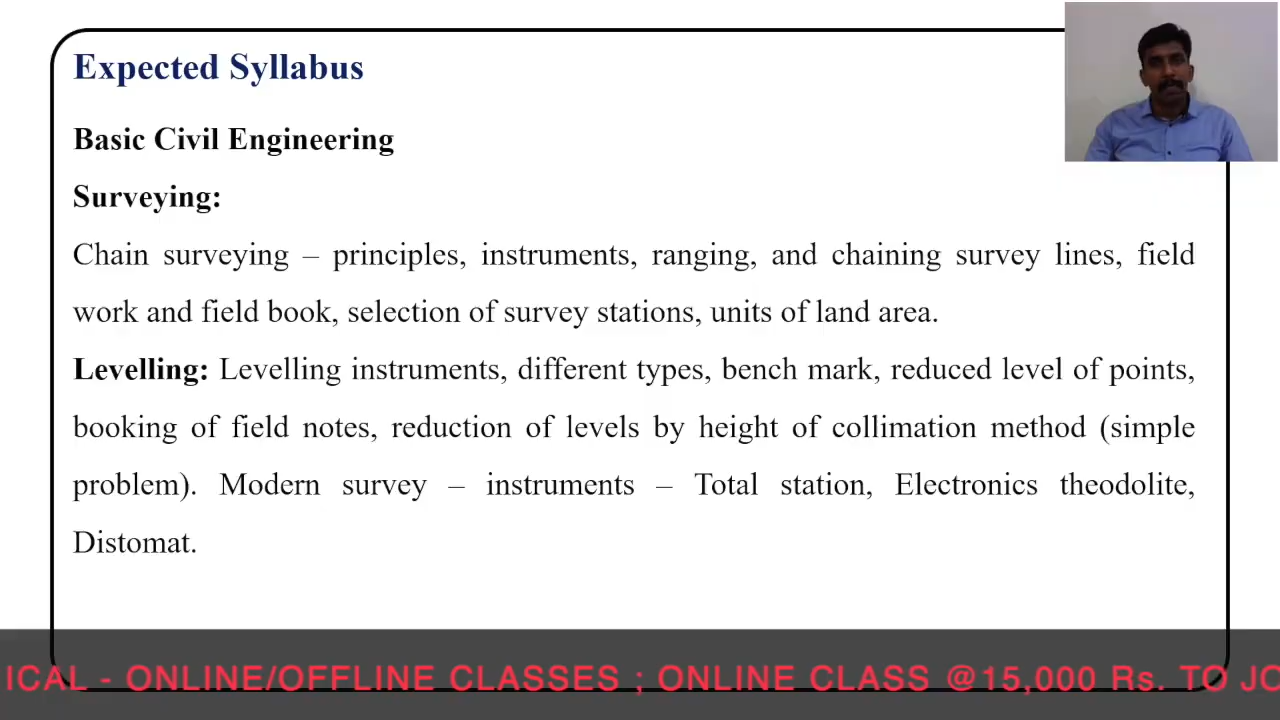 Expected Syllabus
Basic Civil Engineering
Surveying:
Chain surveying – principles, instruments, ranging, and chaining survey lines, field
work and field book, selection of survey stations, units of land area.
Levelling: Levelling instruments, different types, bench mark, reduced level of points,
booking of field notes, reduction of levels by height of collimation method (simple
problem). Modern survey – instruments – Total station, Electronics theodolite,
Distomat.
ICAL - ONLINE/OFFLINE CLASSES ; ONLINE CLASS @15,000 Rs. TO JO